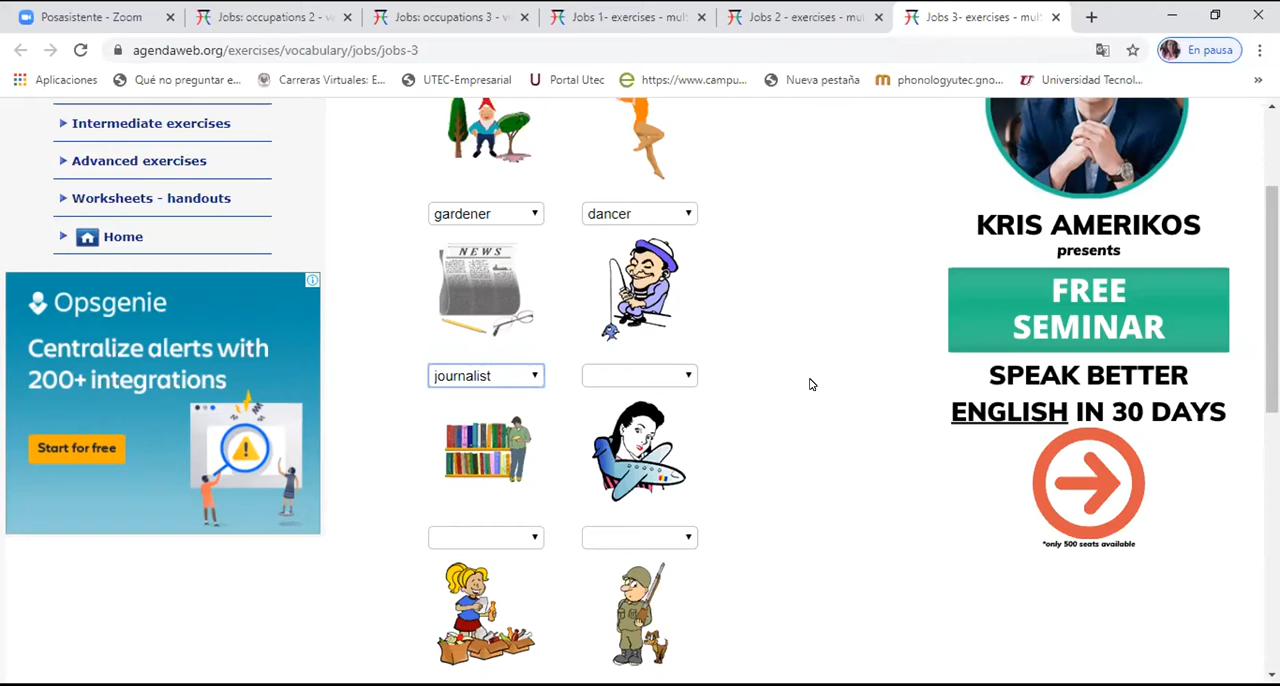 Posasistente - Zoom
Jobs: occupations 2 - v
Jobs: occupations 3 - v
Jobs 1- exercises - mul
Jobs 2 - exercises - mul
Jobs 3- exercises - mul
agendaweb.org/exercises/vocabulary/jobs/jobs-3
En pausa
Aplicaciones
Qué no preguntar e...
Carreras Virtuales: E...
UTEC-Empresarial
Portal Utec
https://www.campu...
Nueva pestaña
phonologyutec.gno...
Universidad Tecnol...
Intermediate exercises
Advanced exercises
Worksheets - handouts
Home
Opsgenie
Centralize alerts with
200+ integrations
Start for free
gardener
dancer
NEWS
journalist
KRIS AMERIKOS
presents
FREE
SEMINAR
SPEAK BETTER
ENGLISH IN 30 DAYS
*only 500 seats available